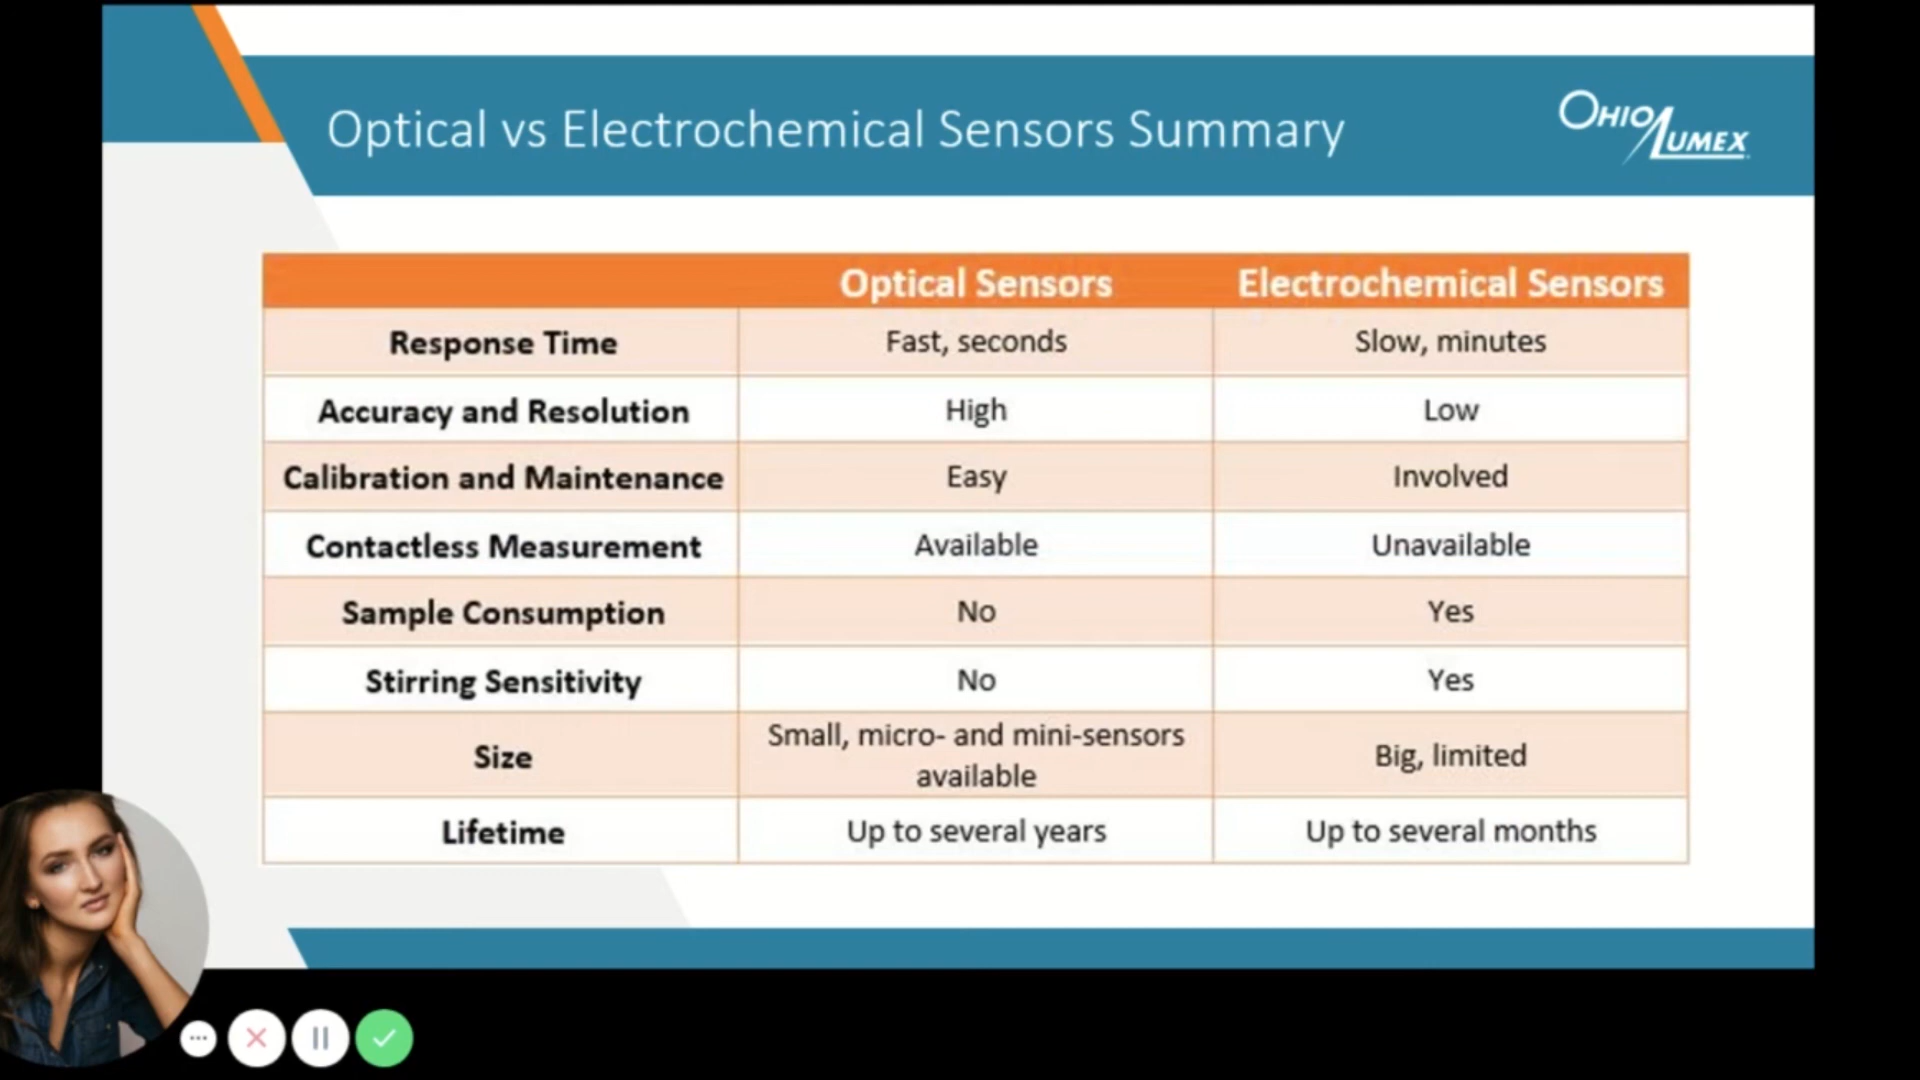 Optical vs Electrochemical Sensors Summary
OHIO LUMEX
Optical Sensors Electrochemical Sensors
Response Time Fast, seconds Slow, minutes
Accuracy and Resolution High Low
Calibration and Maintenance Easy Involved
Contactless Measurement Available Unavailable
Sample Consumption No Yes
Stirring Sensitivity No Yes
Size Small, micro- and mini-sensors available Big, limited
Lifetime Up to several years Up to several months